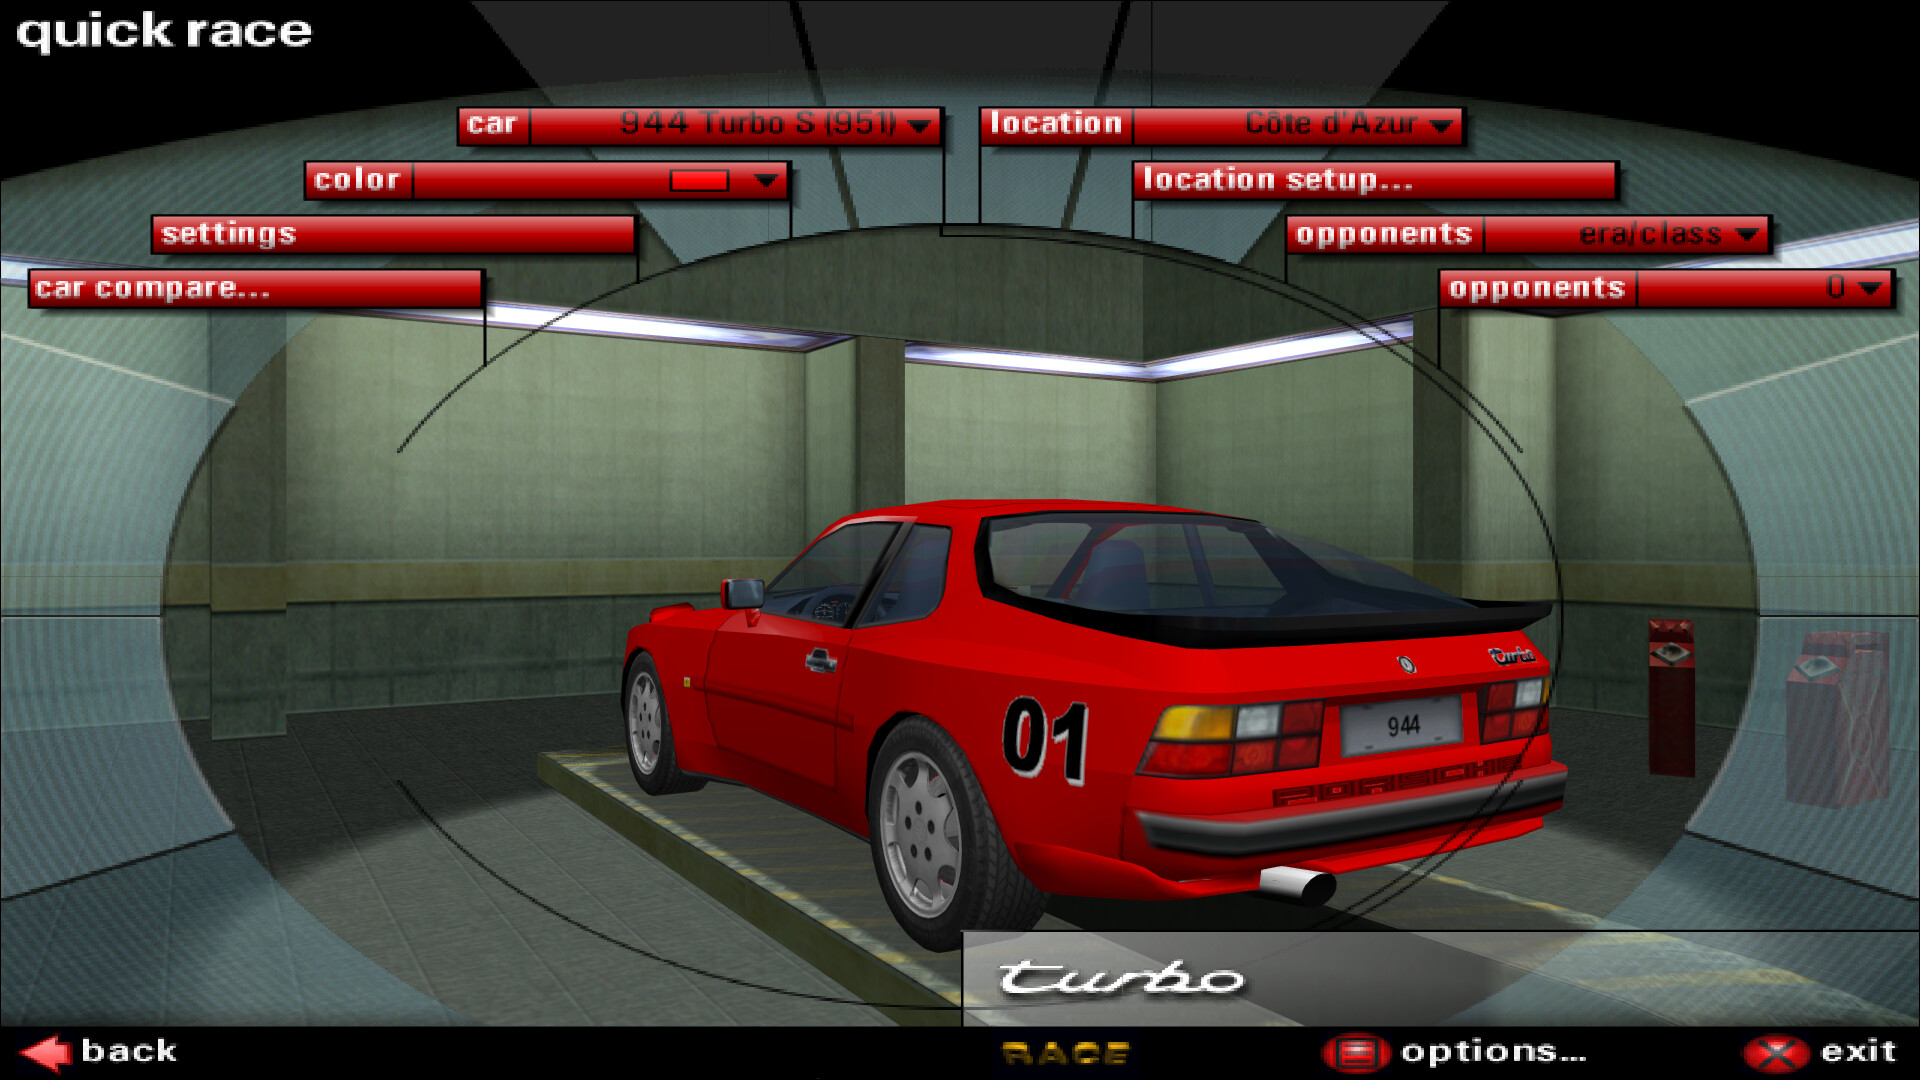 quick race
car 944 Turbo S (951)
location Côte d'Azur
color
location setup...
settings
opponents era/class
car compare...
opponents 0
turbo
01
944
PORSCHE
turbo
back
RACE
options...
exit